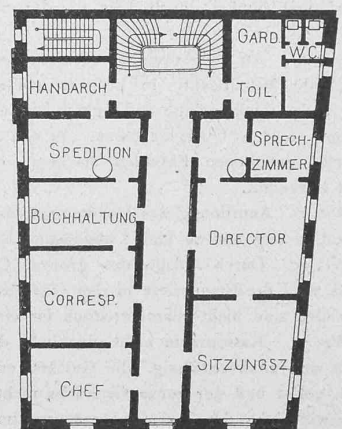 GARD.
W.C.
HANDARCH
TOIL.
SPEDITION
SPRECH-
ZIMMER
BUCHHALTUNG
DIRECTOR
CORRESP.
SITZUNGSZ.
CHEF